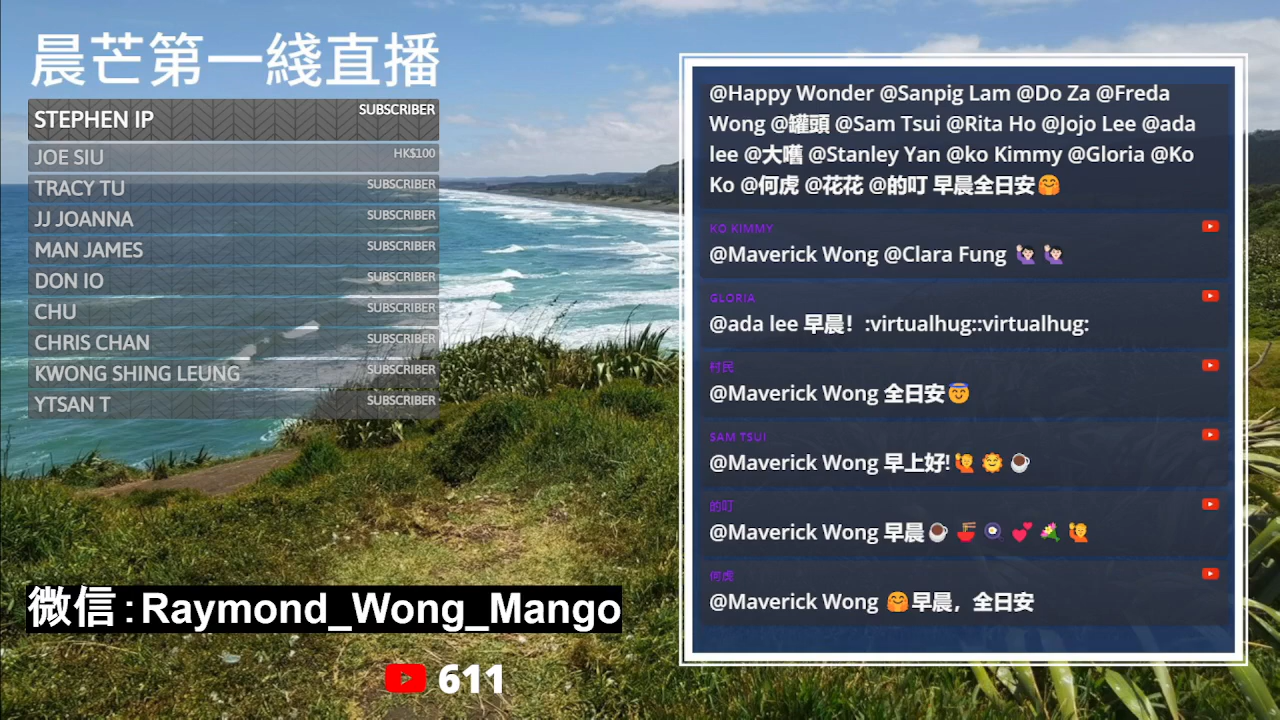 晨芒第一綫直播
STEPHEN IP SUBSCRIBER
JOE SIU HK$100
TRACY TU SUBSCRIBER
JJ JOANNA SUBSCRIBER
MAN JAMES SUBSCRIBER
DON IO SUBSCRIBER
CHU SUBSCRIBER
CHRIS CHAN SUBSCRIBER
KWONG SHING LEUNG SUBSCRIBER
YTSAN T SUBSCRIBER
微信:Raymond_Wong_Mango
611
@Happy Wonder @Sanpig Lam @Do Za @Freda
Wong @罐頭 @Sam Tsui @Rita Ho @Jojo Lee @ada
lee @大嚿 @Stanley Yan @ko Kimmy @Gloria @Ko
Ko @何虎 @花花 @的叮 早晨全日安🤗
KO KIMMY
@Maverick Wong @Clara Fung 🙋🏻‍♀️🙋🏻‍♀️
GLORIA
@ada lee 早晨！:virtualhug::virtualhug:
村民
@Maverick Wong 全日安😇
SAM TSUI
@Maverick Wong 早上好!🙋🌞☕
的叮
@Maverick Wong 早晨☕🍜🍳💕💐🙋
何虎
@Maverick Wong 🤗早晨，全日安